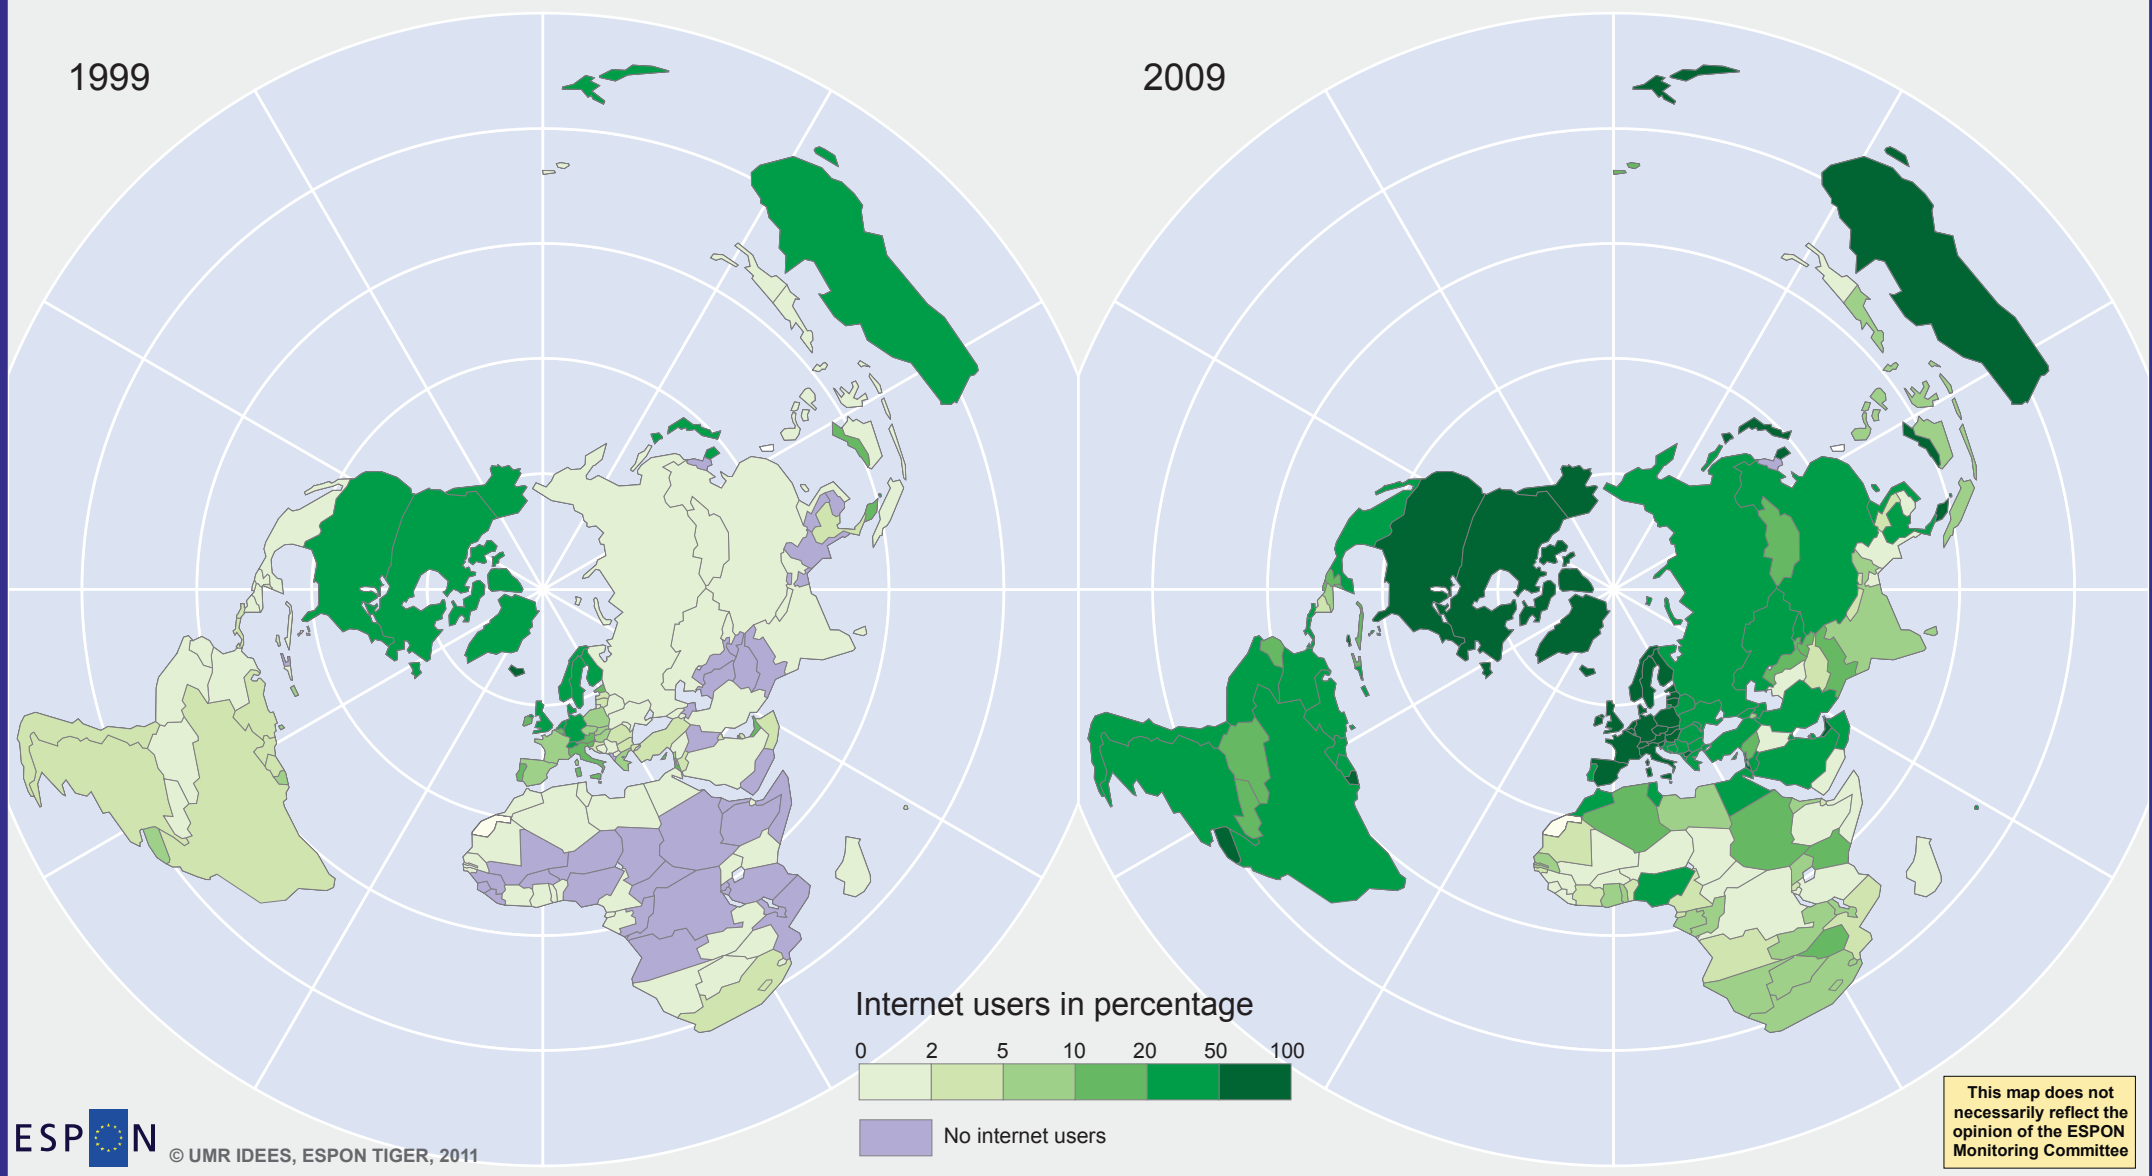 1999
2009
Internet users in percentage
0 2 5 10 20 50 100
No internet users
ESPON
© UMR IDEES, ESPON TIGER, 2011
This map does not
necessarily reflect the
opinion of the ESPON
Monitoring Committee